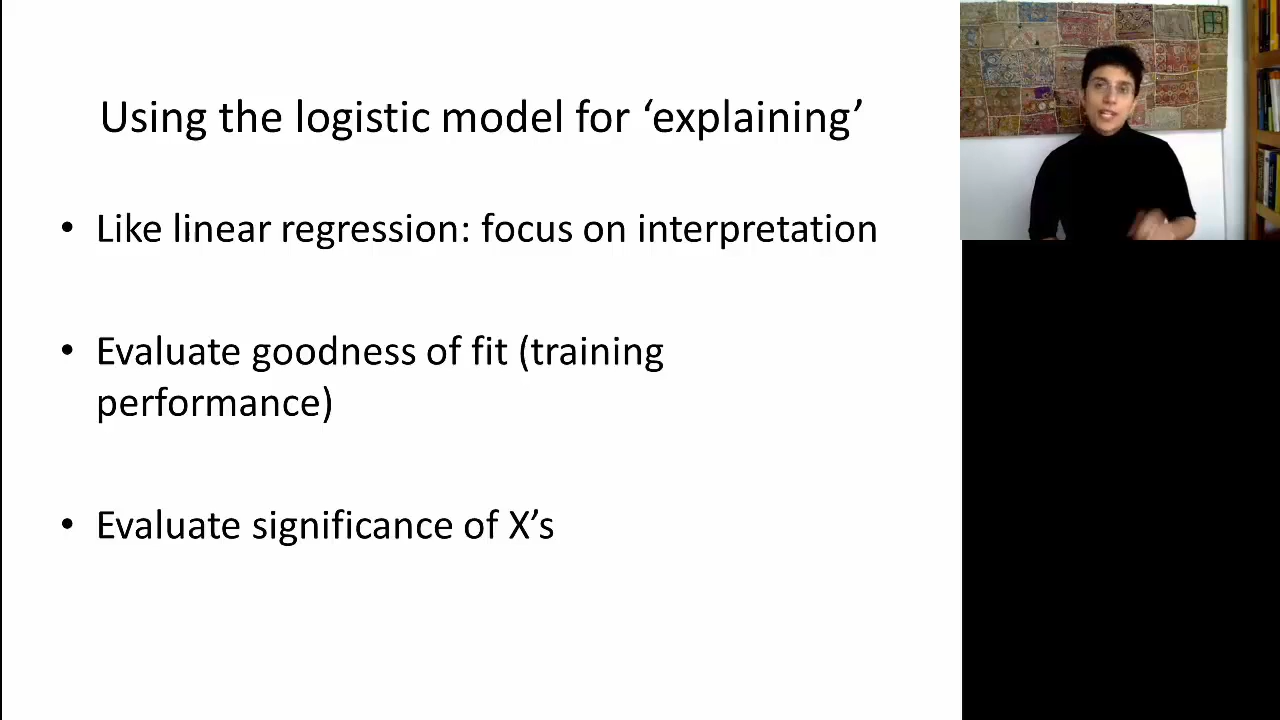 Using the logistic model for ‘explaining’
• Like linear regression: focus on interpretation
• Evaluate goodness of fit (training
performance)
• Evaluate significance of X’s